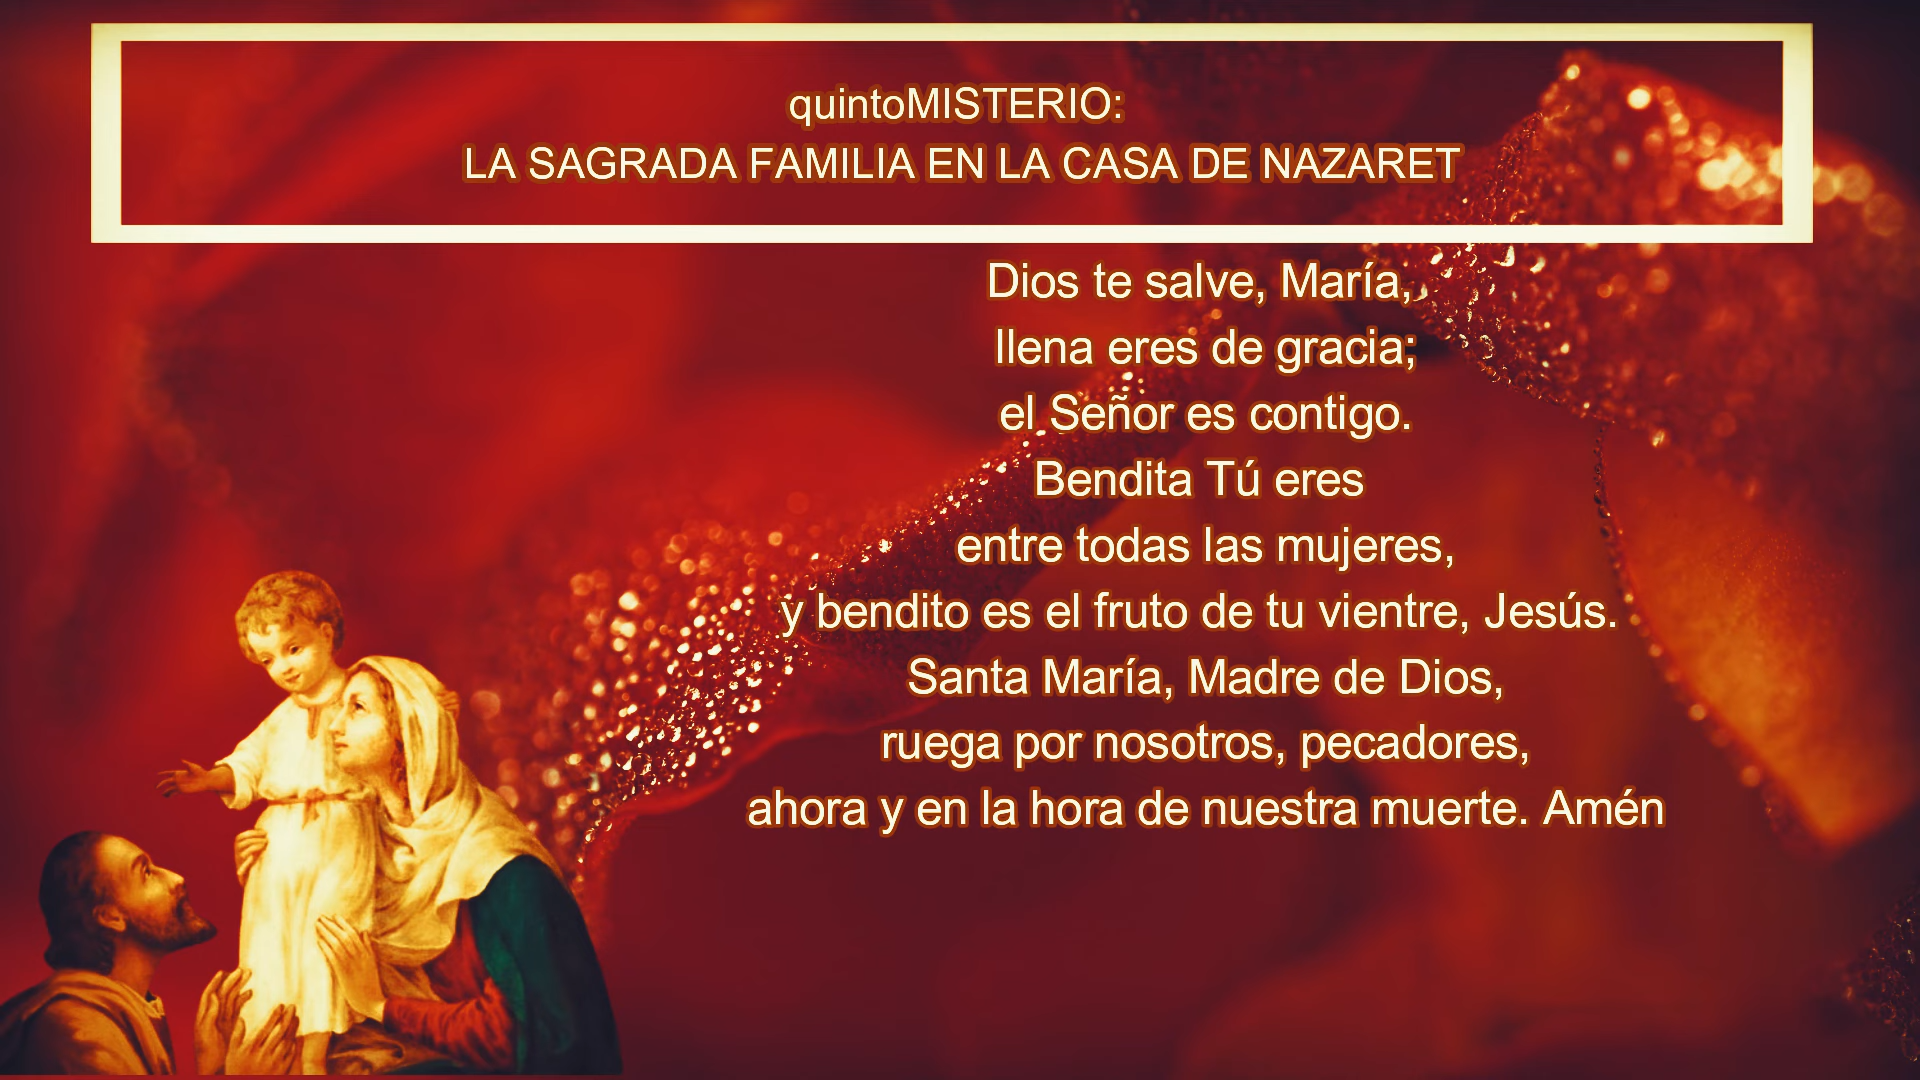 quintoMISTERIO:
LA SAGRADA FAMILIA EN LA CASA DE NAZARET
Dios te salve, María,
llena eres de gracia;
el Señor es contigo.
Bendita Tú eres
entre todas las mujeres,
y bendito es el fruto de tu vientre, Jesús.
Santa María, Madre de Dios,
ruega por nosotros, pecadores,
ahora y en la hora de nuestra muerte. Amén